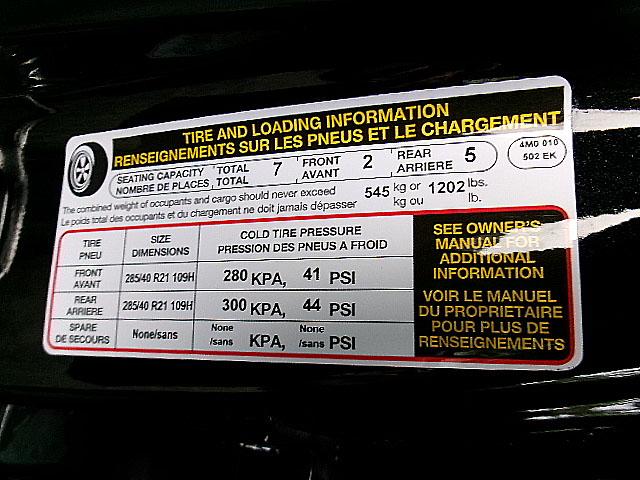 TIRE AND LOADING INFORMATION
RENSEIGNEMENTS SUR LES PNEUS ET LE CHARGEMENT
SEATING CAPACITY TOTAL 7 FRONT 2 REAR 5
NOMBRE DE PLACES, TOTAL AVANT ARRIERE
4M0 010
502 EK
The combined weight of occupants and cargo should never exceed 545 kg or 1202 lbs.
Le poids total des occupants et du chargement ne doit jamais dépasser kg ou lb.
TIRE SIZE COLD TIRE PRESSURE
PNEU DIMENSIONS PRESSION DES PNEUS A FROID
FRONT
AVANT 285/40 R21 109H 280 KPA, 41 PSI
REAR
ARRIERE 285/40 R21 109H 300 KPA, 44 PSI
SPARE
DE SECOURS None/sans None /sans KPA, None /sans PSI
SEE OWNER'S
MANUAL FOR
ADDITIONAL
INFORMATION
VOIR LE MANUEL
DU PROPRIETAIRE
POUR PLUS DE
RENSEIGNEMENTS